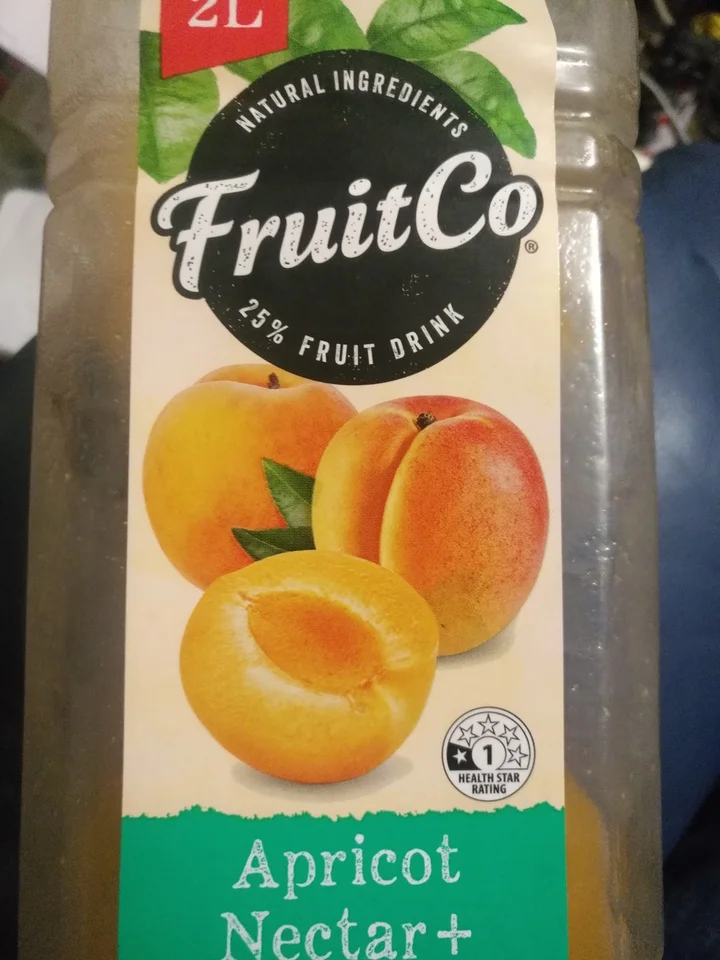 2L
NATURAL INGREDIENTS
FruitCo®
25% FRUIT DRINK
1
HEALTH STAR
RATING
Apricot
Nectar+